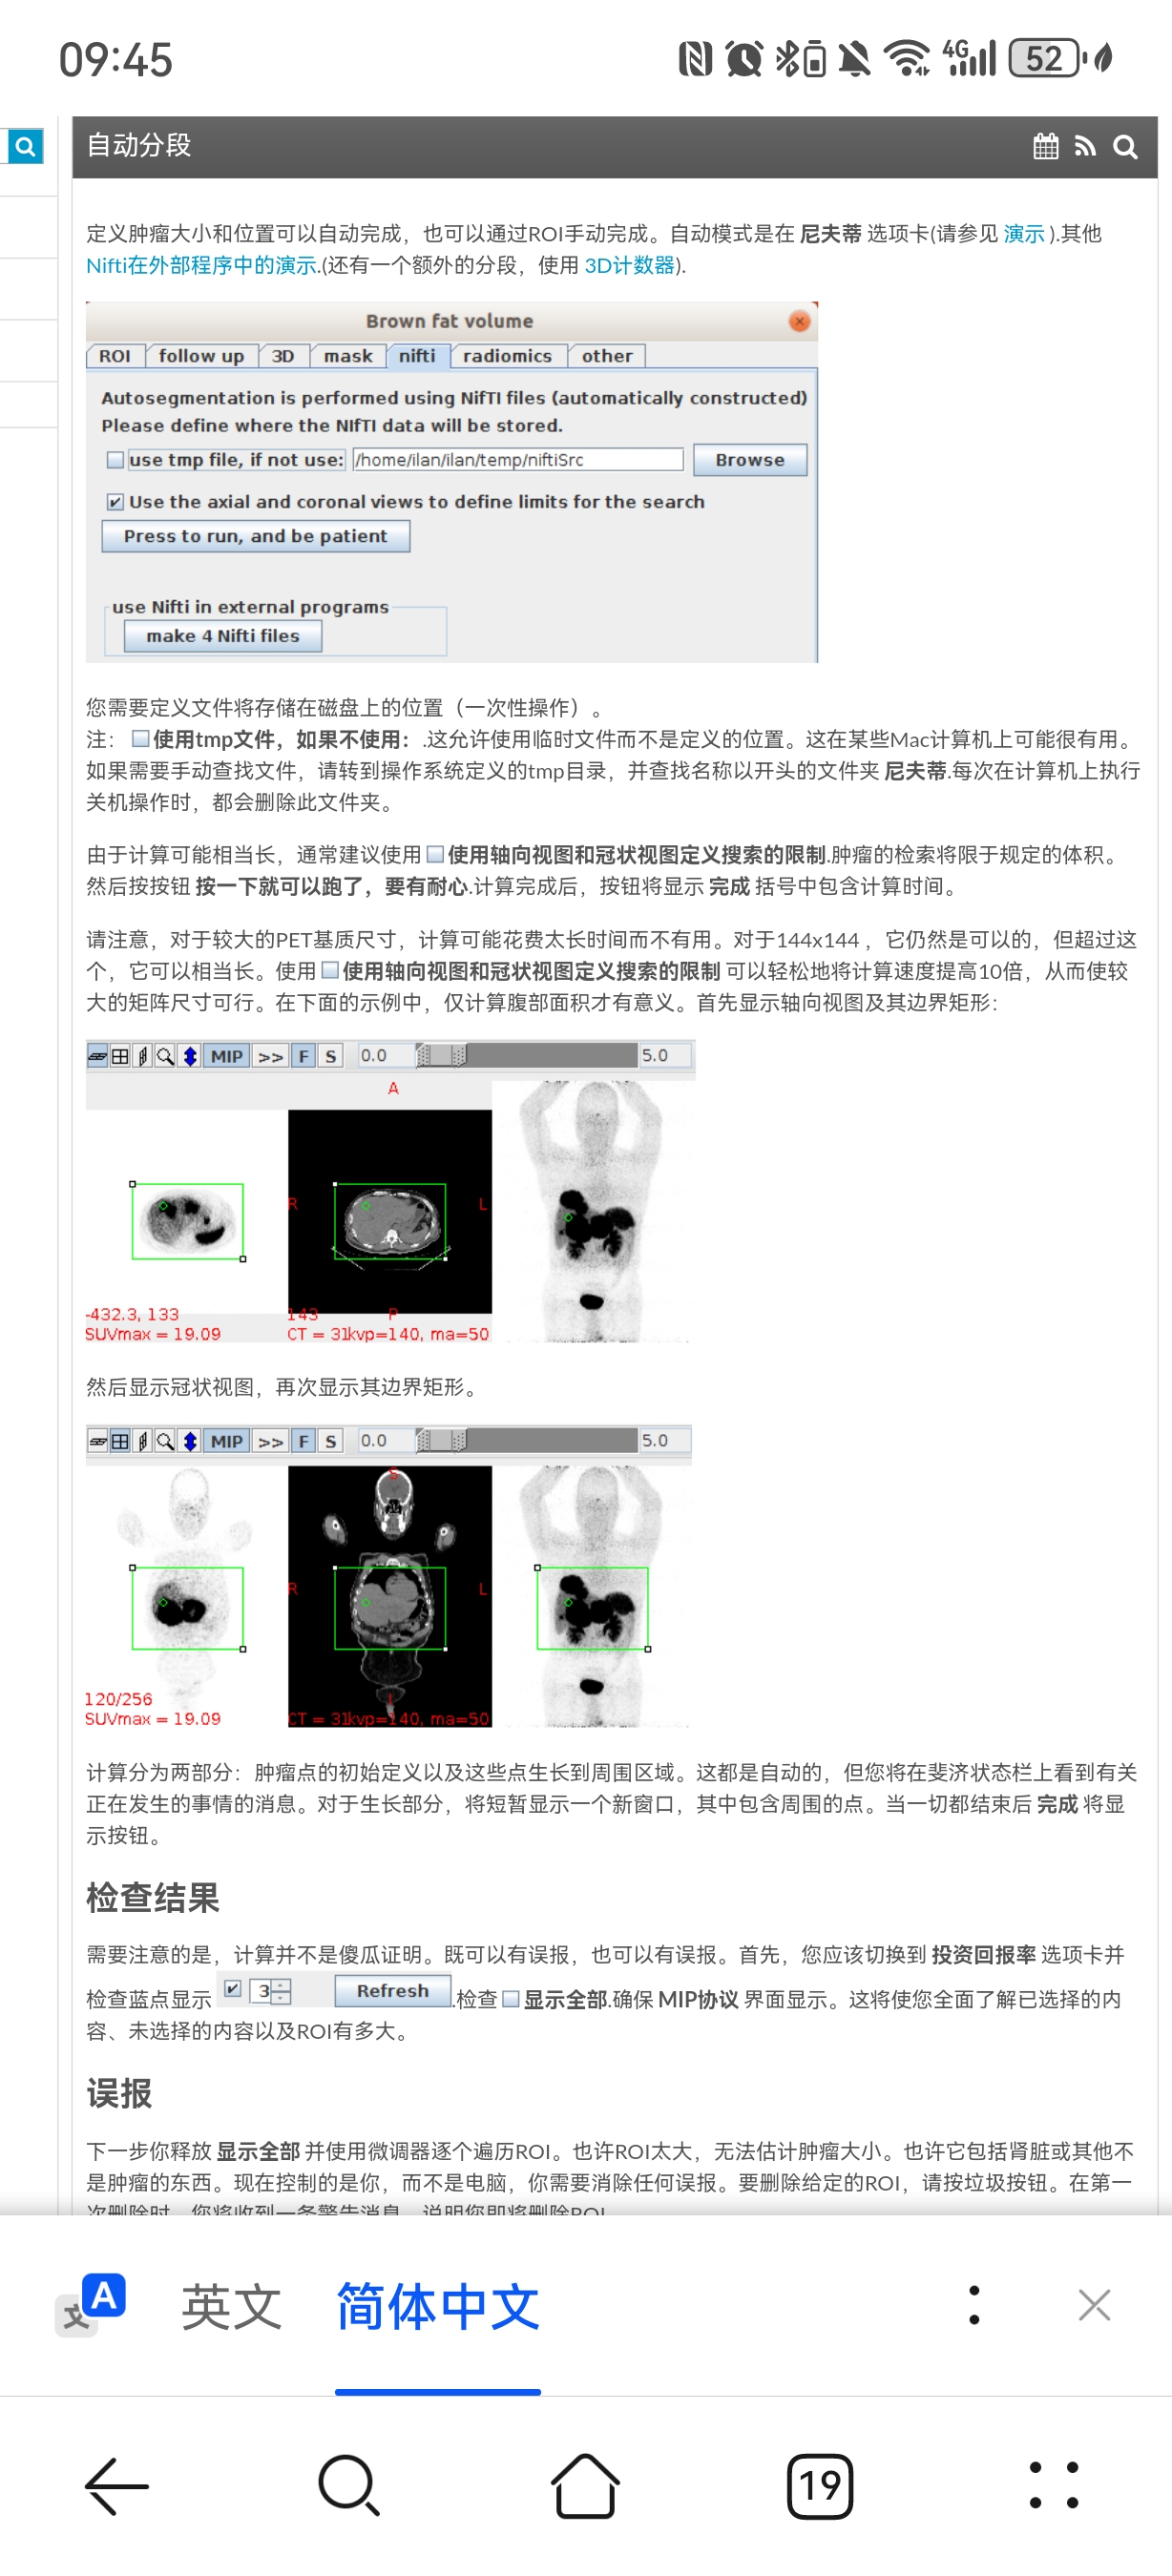 09:45
4G
52
自动分段
定义肿瘤大小和位置可以自动完成，也可以通过ROI手动完成。自动模式是在 尼夫蒂 选项卡(请参见 演示 ).其他
Nifti在外部程序中的演示.(还有一个额外的分段，使用 3D计数器).
Brown fat volume
ROI follow up 3D mask nifti radiomics other
Autosegmentation is performed using NifTI files (automatically constructed)
Please define where the NIfTI data will be stored.
use tmp file, if not use: /home/ilan/ilan/temp/niftiSrc Browse
Use the axial and coronal views to define limits for the search
Press to run, and be patient
use Nifti in external programs
make 4 Nifti files
您需要定义文件将存储在磁盘上的位置（一次性操作）。
注： 使用tmp文件，如果不使用：.这允许使用临时文件而不是定义的位置。这在某些Mac计算机上可能很有用。
如果需要手动查找文件，请转到操作系统定义的tmp目录，并查找名称以开头的文件夹 尼夫蒂.每次在计算机上执行
关机操作时，都会删除此文件夹。
由于计算可能相当长，通常建议使用 使用轴向视图和冠状视图定义搜索的限制.肿瘤的检索将限于规定的体积。
然后按按钮 按一下就可以跑了，要有耐心.计算完成后，按钮将显示 完成 括号中包含计算时间。
请注意，对于较大的PET基质尺寸，计算可能花费太长时间而不有用。对于144x144 ，它仍然是可以的，但超过这
个，它可以相当长。使用 使用轴向视图和冠状视图定义搜索的限制 可以轻松地将计算速度提高10倍，从而使较
大的矩阵尺寸可行。在下面的示例中，仅计算腹部面积才有意义。首先显示轴向视图及其边界矩形：
MIP >> F S 0.0 5.0
A
R L
-432.3, 133 143 P
SUVmax = 19.09 CT = 31kvp=140, ma=50
然后显示冠状视图，再次显示其边界矩形。
MIP >> F S 0.0 5.0
S
R L
120/256 I
SUVmax = 19.09 CT = 31kvp=140, ma=50
计算分为两部分：肿瘤点的初始定义以及这些点生长到周围区域。这都是自动的，但您将在斐济状态栏上看到有关
正在发生的事情的消息。对于生长部分，将短暂显示一个新窗口，其中包含周围的点。当一切都结束后 完成 将显
示按钮。
检查结果
需要注意的是，计算并不是傻瓜证明。既可以有误报，也可以有误报。首先，您应该切换到 投资回报率 选项卡并
检查蓝点显示 3 Refresh .检查 显示全部.确保 MIP协议 界面显示。这将使您全面了解已选择的内
容、未选择的内容以及ROI有多大。
误报
下一步你释放 显示全部 并使用微调器逐个遍历ROI。也许ROI太大，无法估计肿瘤大小。也许它包括肾脏或其他不
是肿瘤的东西。现在控制的是你，而不是电脑，你需要消除任何误报。要删除给定的ROI，请按垃圾按钮。在第一
次删除时，您将收到一条警告消息，说明您即将删除ROI
文 A 英文 简体中文
19